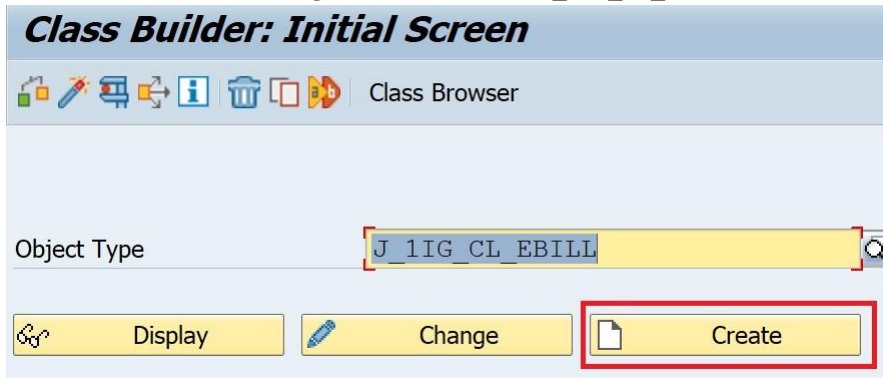 Class Builder: Initial Screen
Class Browser
Object Type J_1IG_CL_EBILL
Display Change Create